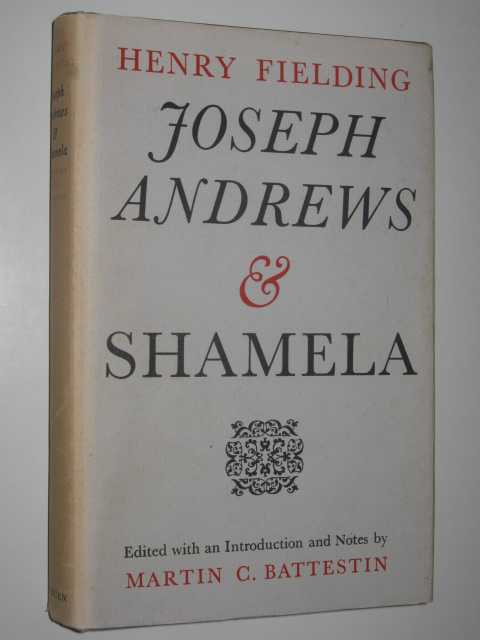 HENRY FIELDING
JOSEPH
ANDREWS
&
SHAMELA
Edited with an Introduction and Notes by
MARTIN C. BATTESTIN